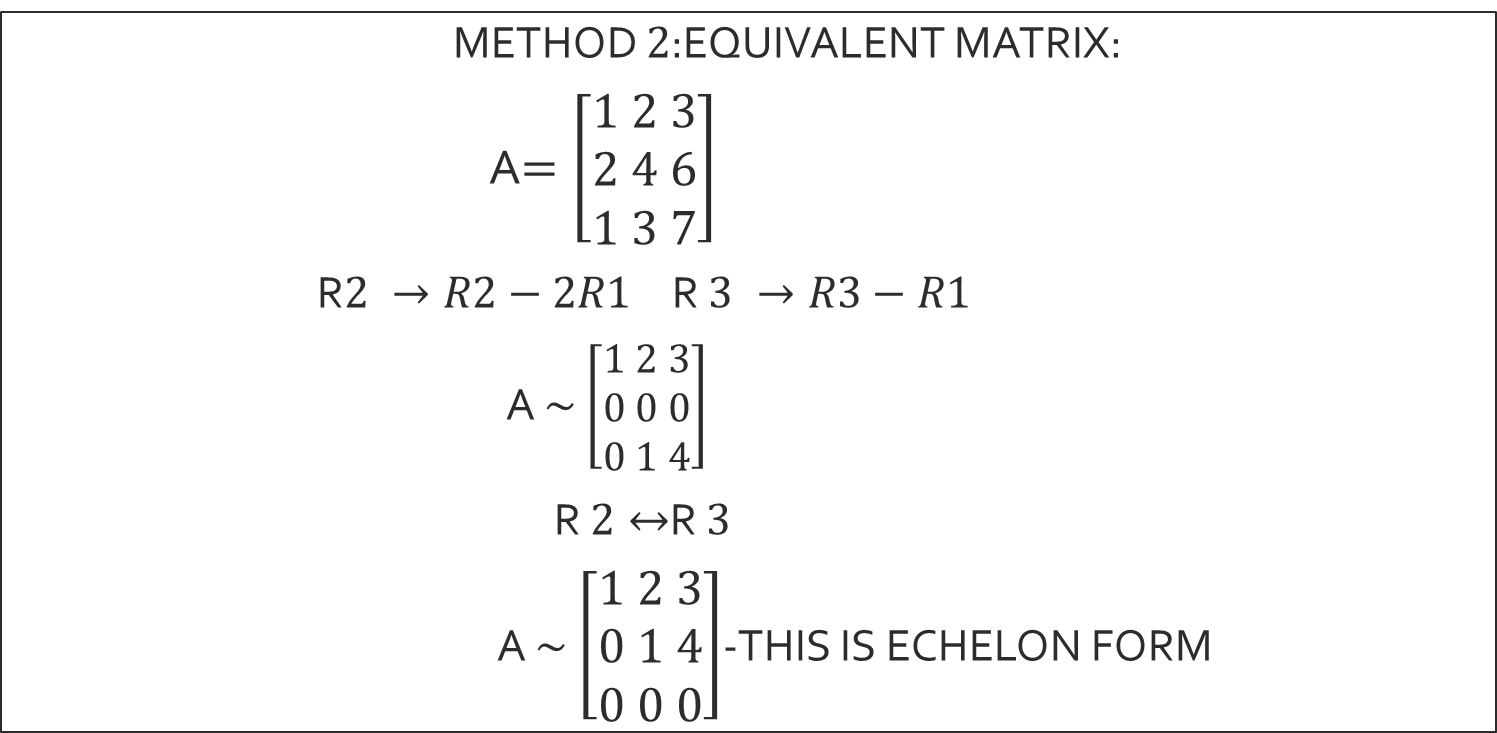 METHOD 2:EQUIVALENT MATRIX:
A= [1 2 3
2 4 6
1 3 7]
R2 → R2 − 2R1 R 3 → R3 − R1
A ~ [1 2 3
0 0 0
0 1 4]
R 2 ↔R 3
A ~ [1 2 3
0 1 4
0 0 0] -THIS IS ECHELON FORM